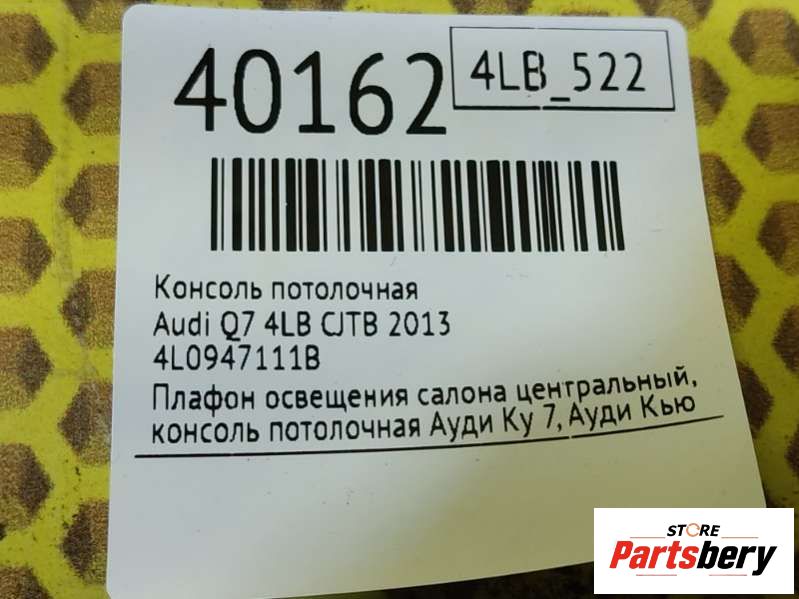 40162
4LB_522
Консоль потолочная
Audi Q7 4LB CJTB 2013
4L0947111B
Плафон освещения салона центральный,
консоль потолочная Ауди Ку 7, Ауди Кью
STORE
Partsbery